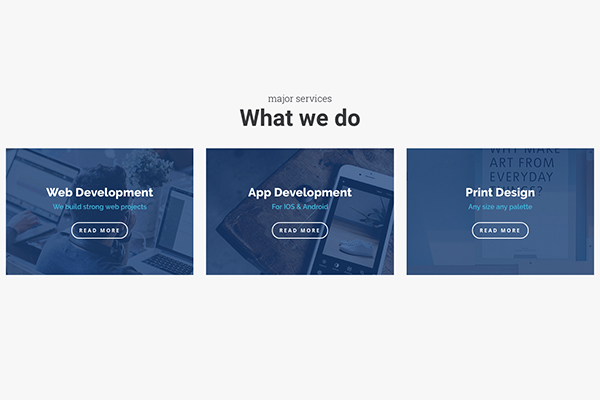 major services
What we do
Web Development
We build strong web projects
READ MORE
App Development
For IOS & Android
READ MORE
WHY MAKE
ART FROM
EVERYDAY
Print Design
Any size any palette
READ MORE